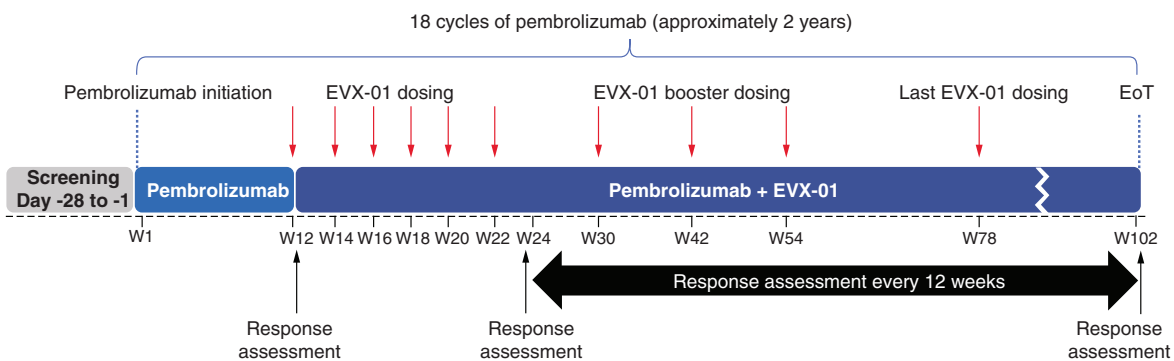 18 cycles of pembrolizumab (approximately 2 years)
Pembrolizumab initiation
EVX-01 dosing
EVX-01 booster dosing
Last EVX-01 dosing
EoT
Screening
Day -28 to -1
Pembrolizumab
Pembrolizumab + EVX-01
W1
W12
W14
W16
W18
W20
W22
W24
W30
W42
W54
W78
W102
Response assessment every 12 weeks
Response
assessment
Response
assessment
Response
assessment